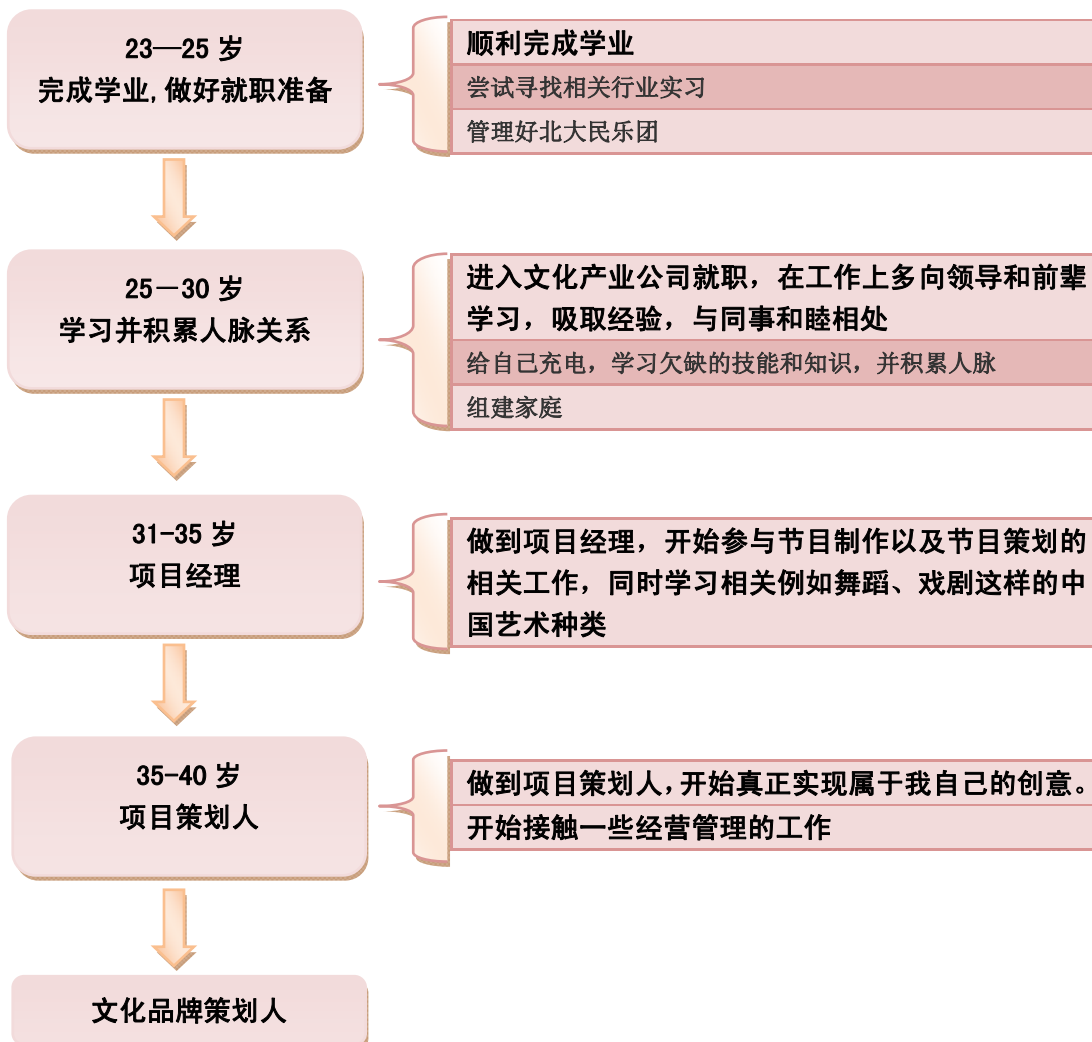 23—25 岁
完成学业,做好就职准备
顺利完成学业
尝试寻找相关行业实习
管理好北大民乐团
25－30 岁
学习并积累人脉关系
进入文化产业公司就职，在工作上多向领导和前辈
学习，吸取经验，与同事和睦相处
给自己充电，学习欠缺的技能和知识，并积累人脉
组建家庭
31-35 岁
项目经理
做到项目经理，开始参与节目制作以及节目策划的
相关工作，同时学习相关例如舞蹈、戏剧这样的中
国艺术种类
35-40 岁
项目策划人
做到项目策划人,开始真正实现属于我自己的创意。
开始接触一些经营管理的工作
文化品牌策划人